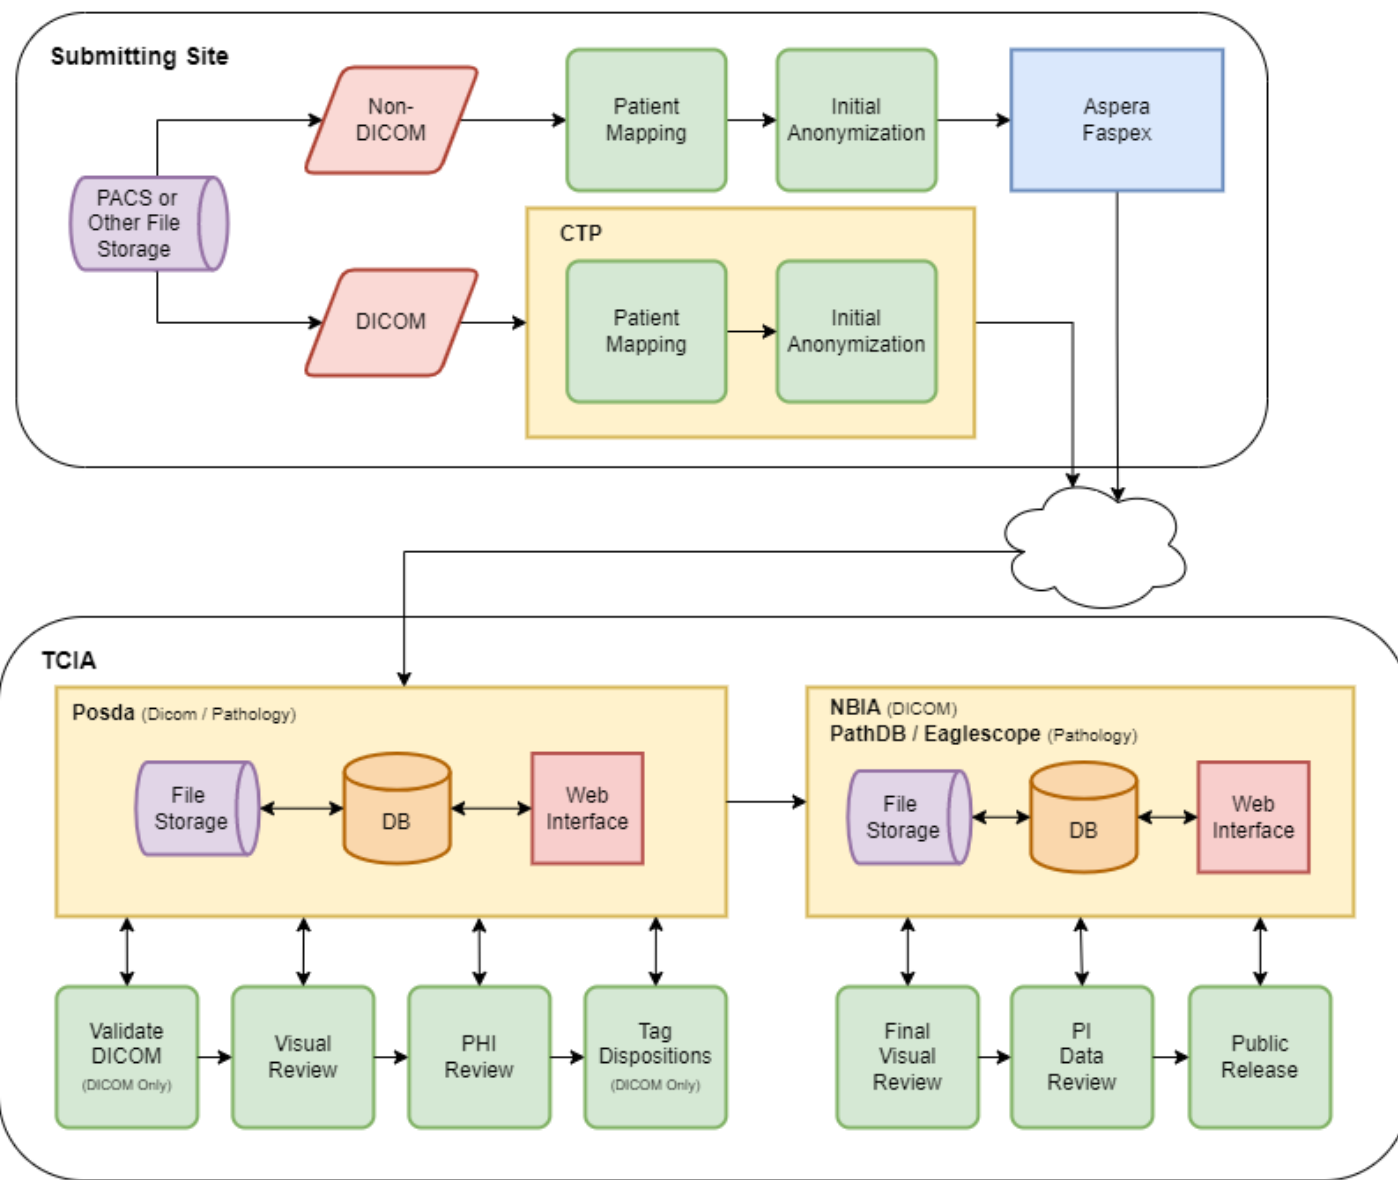 Submitting Site
Non-
DICOM
Patient
Mapping
Initial
Anonymization
Aspera
Faspex
PACS or
Other File
Storage
CTP
DICOM
Patient
Mapping
Initial
Anonymization
TCIA
Posda (Dicom / Pathology)
File
Storage
DB
Web
Interface
NBIA (DICOM)
PathDB / Eaglescope (Pathology)
File
Storage
DB
Web
Interface
Validate
DICOM
(DICOM Only)
Visual
Review
PHI
Review
Tag
Dispositions
(DICOM Only)
Final
Visual
Review
PI
Data
Review
Public
Release